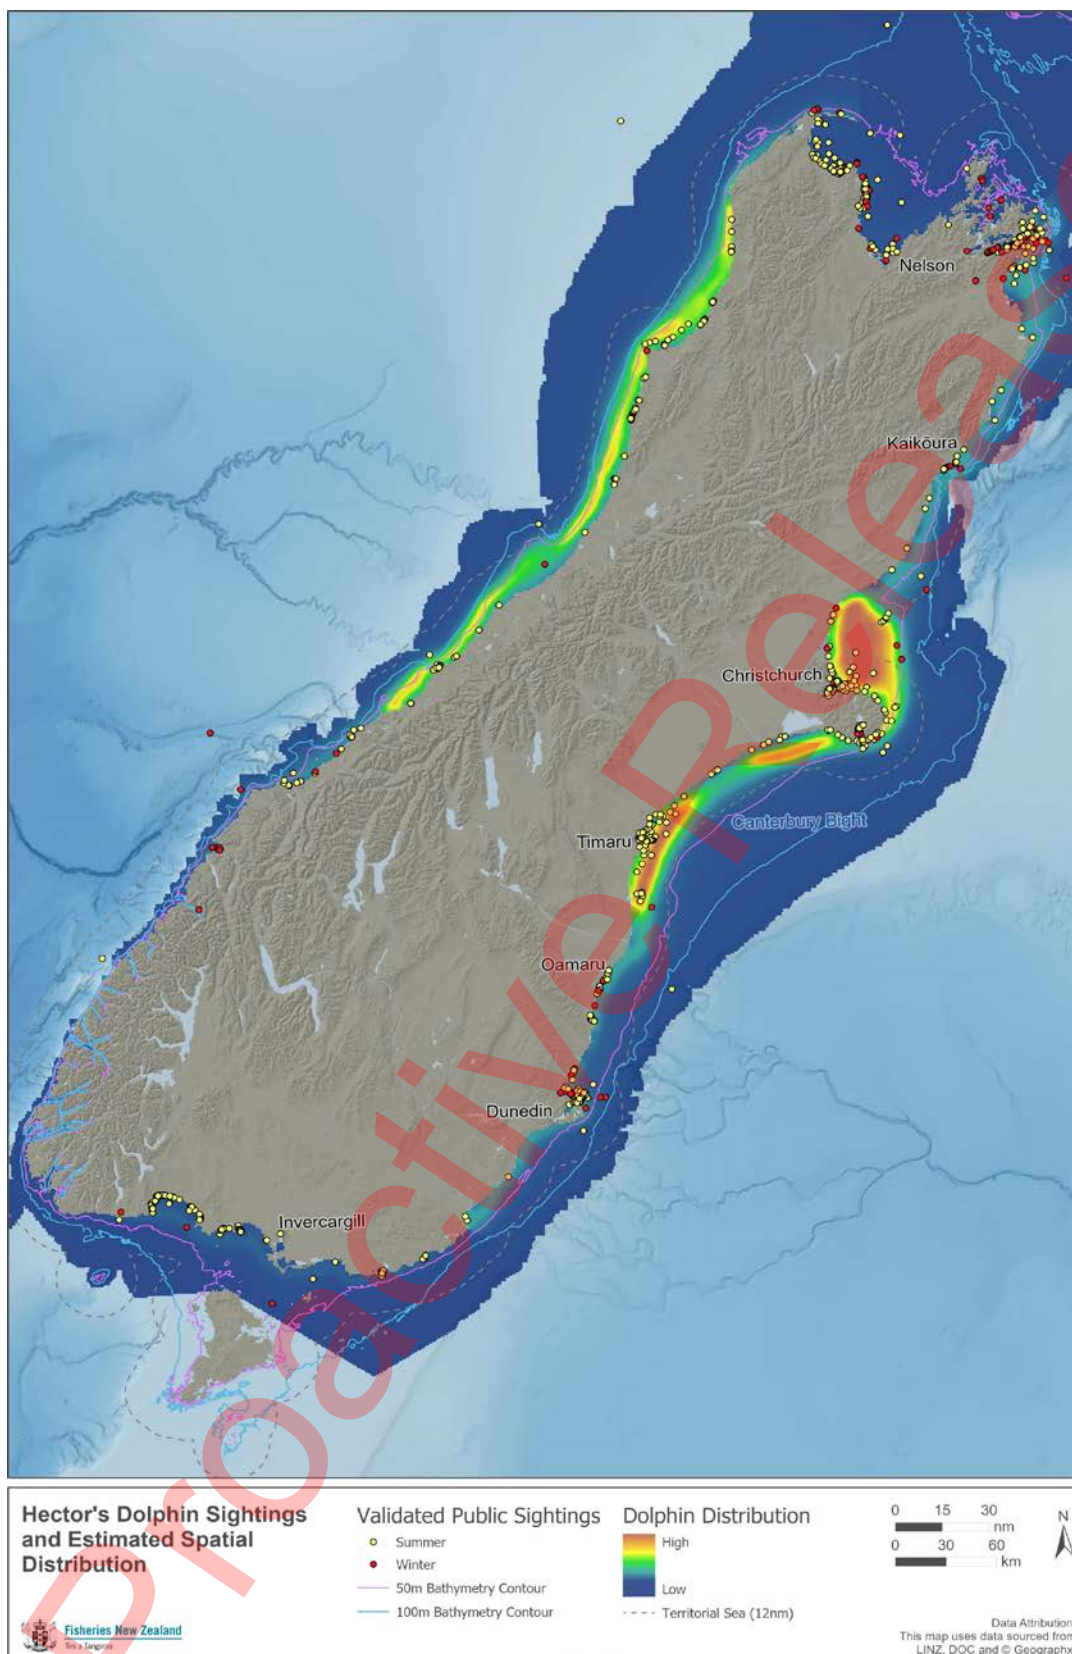 Nelson
Kaikōura
Christchurch
Canterbury Bight
Timaru
Oamaru
Dunedin
Invercargill
Proactive Release
Hector's Dolphin Sightings
and Estimated Spatial
Distribution
Fisheries New Zealand
Tini a Tangaroa
Validated Public Sightings
Summer
Winter
50m Bathymetry Contour
100m Bathymetry Contour
Dolphin Distribution
High
Low
Territorial Sea (12nm)
0 15 30
nm
0 30 60
km
N
Data Attribution
This map uses data sourced from
LINZ, DOC and © Geographx